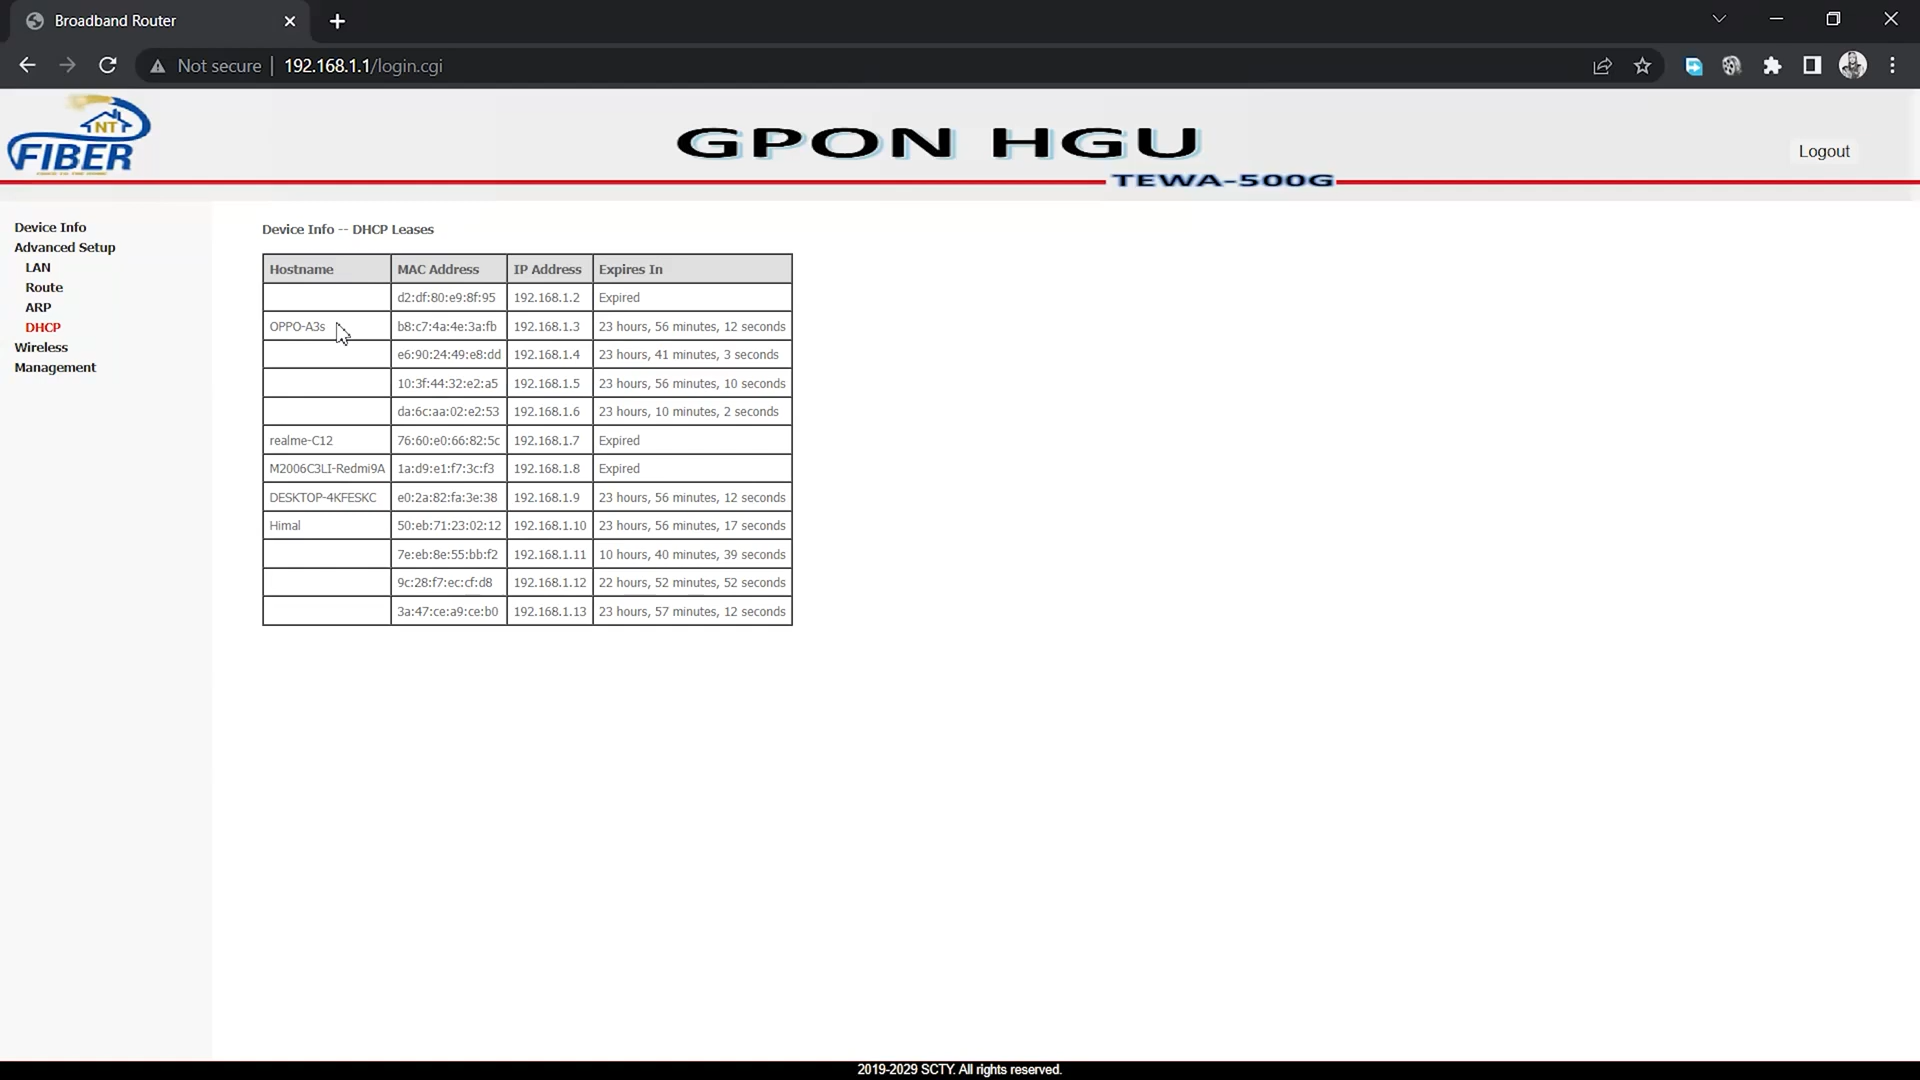 Broadband Router
Not secure | 192.168.1.1/login.cgi
NT
FIBER
GPON HGU
TEWA-500G
Logout
Device Info
Advanced Setup
LAN
Route
ARP
DHCP
Wireless
Management
Device Info -- DHCP Leases
Hostname MAC Address IP Address Expires In
d2:df:80:e9:8f:95 192.168.1.2 Expired
OPPO-A3s b8:c7:4a:4e:3a:fb 192.168.1.3 23 hours, 56 minutes, 12 seconds
e6:90:24:49:e8:dd 192.168.1.4 23 hours, 41 minutes, 3 seconds
10:3f:44:32:e2:a5 192.168.1.5 23 hours, 56 minutes, 10 seconds
da:6c:aa:02:e2:53 192.168.1.6 23 hours, 10 minutes, 2 seconds
realme-C12 76:60:e0:66:82:5c 192.168.1.7 Expired
M2006C3LI-Redmi9A 1a:d9:e1:f7:3c:f3 192.168.1.8 Expired
DESKTOP-4KFESKC e0:2a:82:fa:3e:38 192.168.1.9 23 hours, 56 minutes, 12 seconds
Himal 50:eb:71:23:02:12 192.168.1.10 23 hours, 56 minutes, 17 seconds
7e:eb:8e:55:bb:f2 192.168.1.11 10 hours, 40 minutes, 39 seconds
9c:28:f7:ec:cf:d8 192.168.1.12 22 hours, 52 minutes, 52 seconds
3a:47:ce:a9:ce:b0 192.168.1.13 23 hours, 57 minutes, 12 seconds
2019-2029 SCTY. All rights reserved.